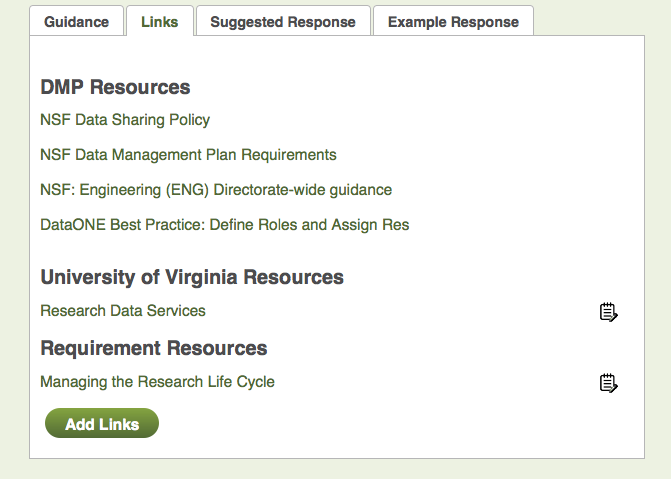 Guidance Links Suggested Response Example Response
DMP Resources
NSF Data Sharing Policy
NSF Data Management Plan Requirements
NSF: Engineering (ENG) Directorate-wide guidance
DataONE Best Practice: Define Roles and Assign Res
University of Virginia Resources
Research Data Services
Requirement Resources
Managing the Research Life Cycle
Add Links